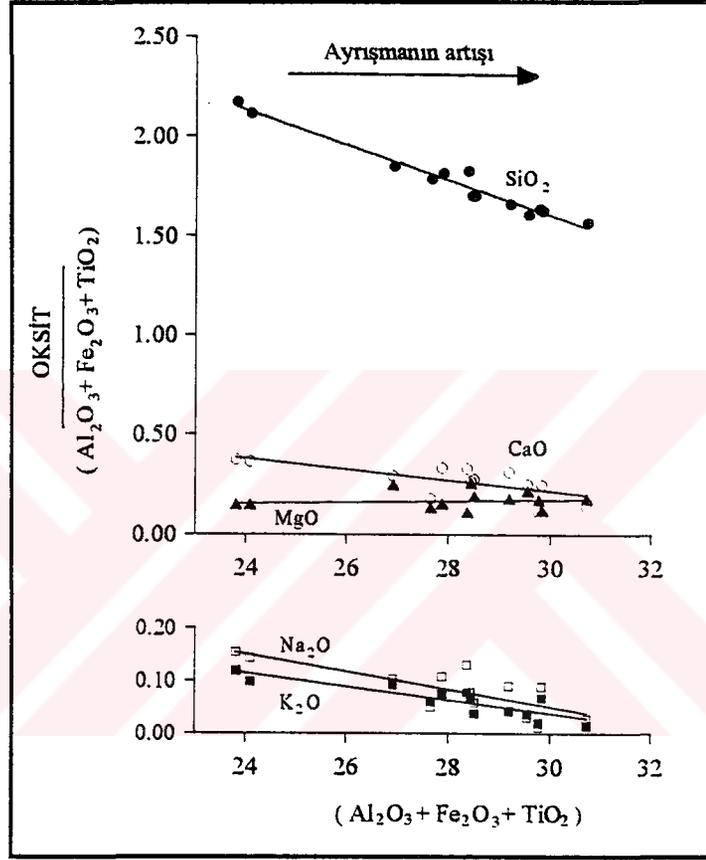 2.50
Ayrışmanın artışı
2.00
SiO₂
1.50
1.00
0.50
CaO
MgO
0.00
24 26 28 30 32
OKSİT
( Al₂O₃ + Fe₂O₃ + TiO₂ )
0.20
Na₂O
0.10
K₂O
0.00
24 26 28 30 32
( Al₂O₃ + Fe₂O₃ + TiO₂ )